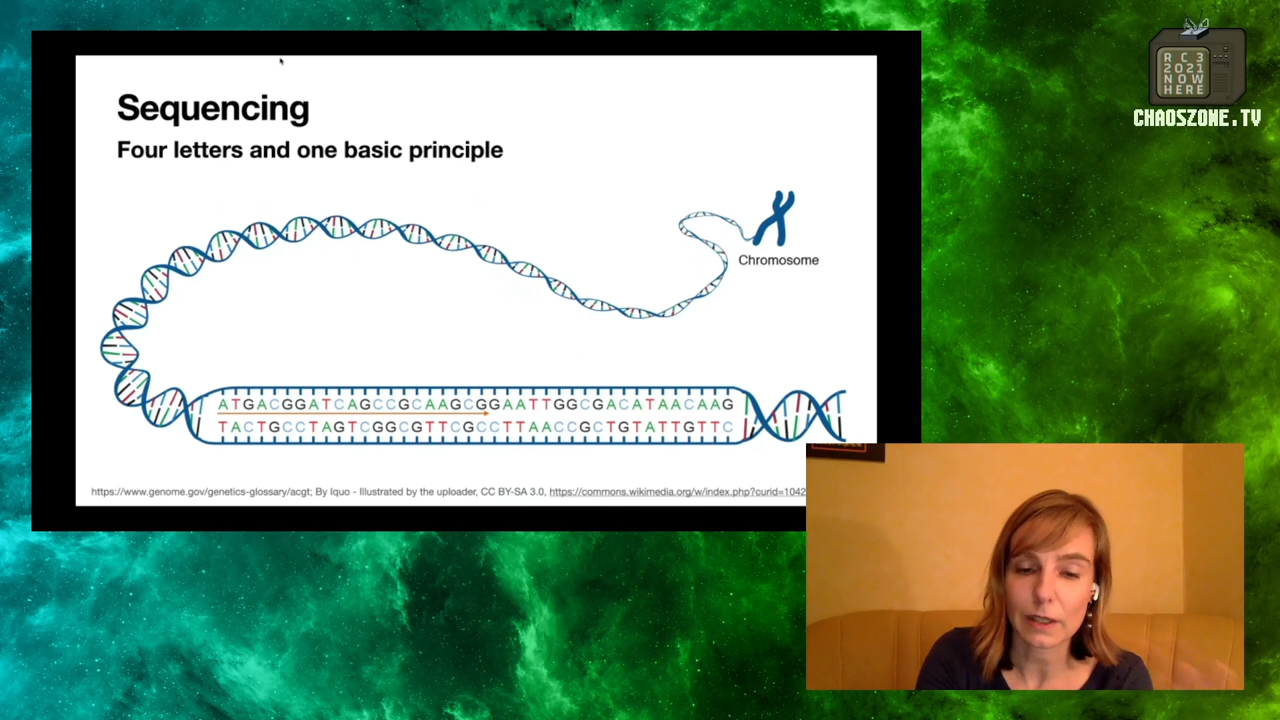 Sequencing
Four letters and one basic principle
Chromosome
ATGACGGATCAGCCGCAAGCGGAATTGGCGACATAACAAG
TACTGCCTAGTCGGCGTTCGCCTTAACCGCTGTATTGTTC
https://www.genome.gov/genetics-glossary/acgt; By Iquo - Illustrated by the uploader, CC BY-SA 3.0, https://commons.wikimedia.org/w/index.php?curid=1042
R C 3
2021
NOW
HERE
CHAOSZONE.TV